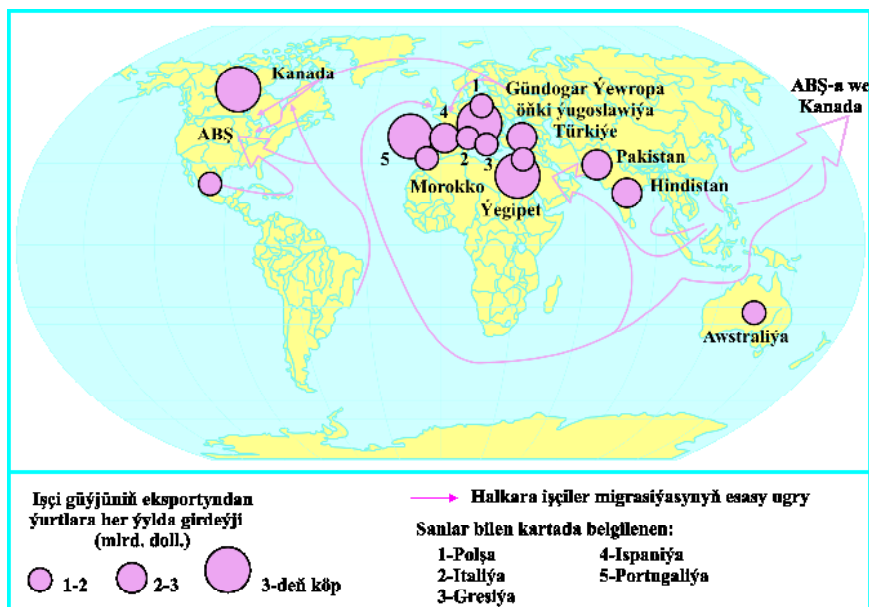 Kanada
ABŞ
1
Gündogar Ýewropa
öňki ýugoslawiýa
Türkiýe
4
5
2
3
ABŞ-a we
Kanada
Pakistan
Hindistan
Morokko
Ýegipet
Awstraliýa
Işçi güýjüniň eksportyndan
ýurtlara her ýylda girdeýji
(mlrd. doll.)
1-2
2-3
3-deň köp
Halkara işçiler migrasiýasynyň esasy ugry
Sanlar bilen kartada belgilenen:
1-Polşa
2-Italiýa
3-Gresiýa
4-Ispaniýa
5-Portugaliýa